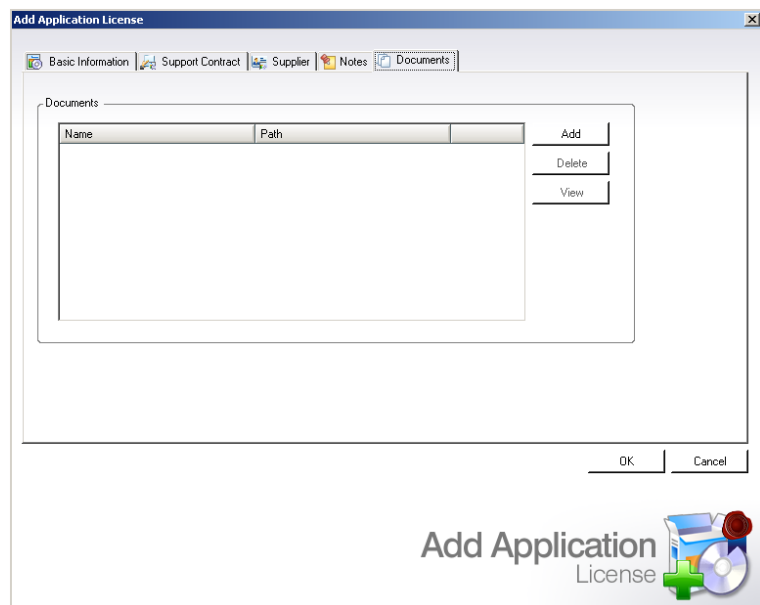 Add Application License
Basic Information Support Contract Supplier Notes Documents
Documents
Name Path
Add
Delete
View
OK Cancel
Add Application
License